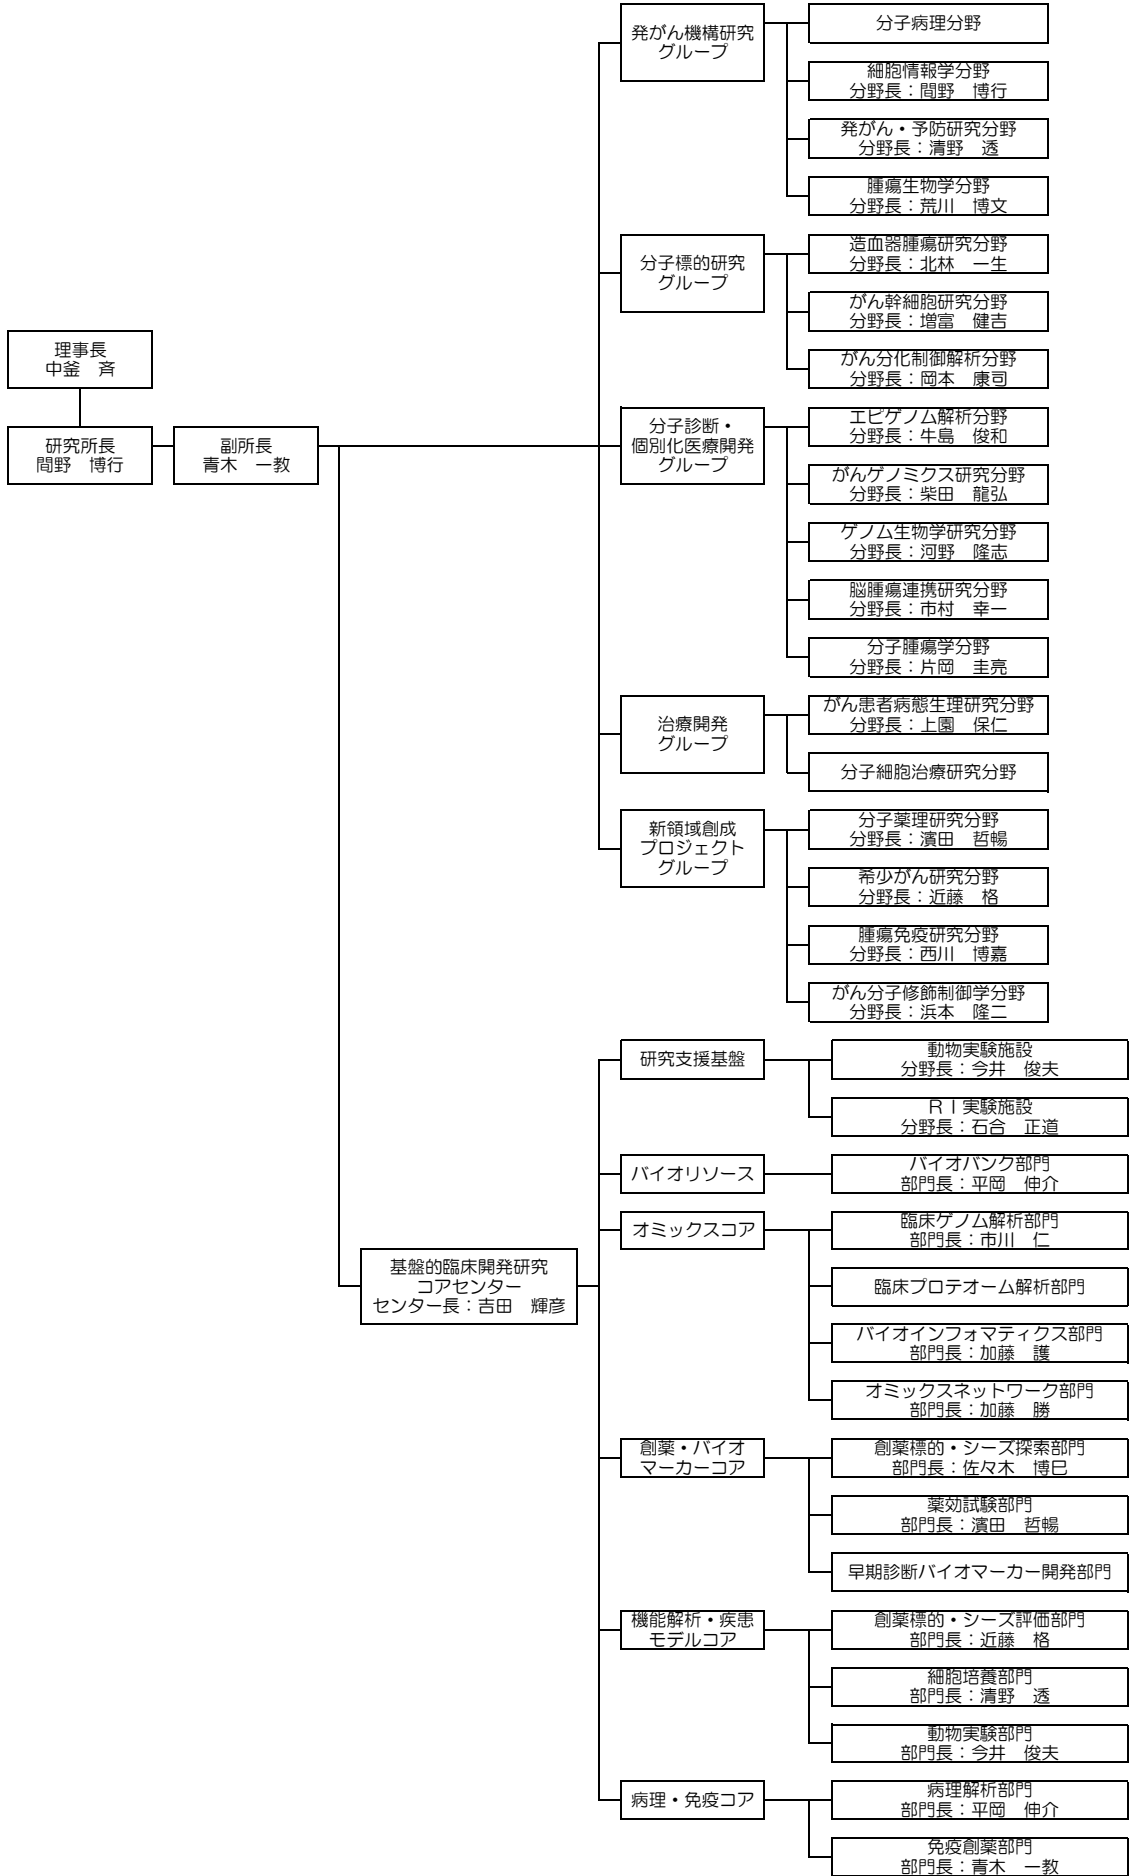 理事長
中釜　斉
研究所長
間野　博行
副所長
青木　一教
発がん機構研究
グループ
分子病理分野
細胞情報学分野
分野長：間野　博行
発がん・予防研究分野
分野長：清野　透
腫瘍生物学分野
分野長：荒川　博文
分子標的研究
グループ
造血器腫瘍研究分野
分野長：北林　一生
がん幹細胞研究分野
分野長：増富　健吉
がん分化制御解析分野
分野長：岡本　康司
分子診断・
個別化医療開発
グループ
エピゲノム解析分野
分野長：牛島　俊和
がんゲノミクス研究分野
分野長：柴田　龍弘
ゲノム生物学研究分野
分野長：河野　隆志
脳腫瘍連携研究分野
分野長：市村　幸一
分子腫瘍学分野
分野長：片岡　圭亮
治療開発
グループ
がん患者病態生理研究分野
分野長：上園　保仁
分子細胞治療研究分野
新領域創成
プロジェクト
グループ
分子薬理研究分野
分野長：濱田　哲暢
希少がん研究分野
分野長：近藤　格
腫瘍免疫研究分野
分野長：西川　博嘉
がん分子修飾制御学分野
分野長：浜本　隆二
基盤的臨床開発研究
コアセンター
センター長：吉田　輝彦
研究支援基盤
動物実験施設
分野長：今井　俊夫
ＲＩ実験施設
分野長：石合　正道
バイオリソース
バイオバンク部門
部門長：平岡　伸介
オミックスコア
臨床ゲノム解析部門
部門長：市川　仁
臨床プロテオーム解析部門
バイオインフォマティクス部門
部門長：加藤　護
オミックスネットワーク部門
部門長：加藤　勝
創薬・バイオ
マーカーコア
創薬標的・シーズ探索部門
部門長：佐々木　博巳
薬効試験部門
部門長：濱田　哲暢
早期診断バイオマーカー開発部門
機能解析・疾患
モデルコア
創薬標的・シーズ評価部門
部門長：近藤　格
細胞培養部門
部門長：清野　透
動物実験部門
部門長：今井　俊夫
病理・免疫コア
病理解析部門
部門長：平岡　伸介
免疫創薬部門
部門長：青木　一教